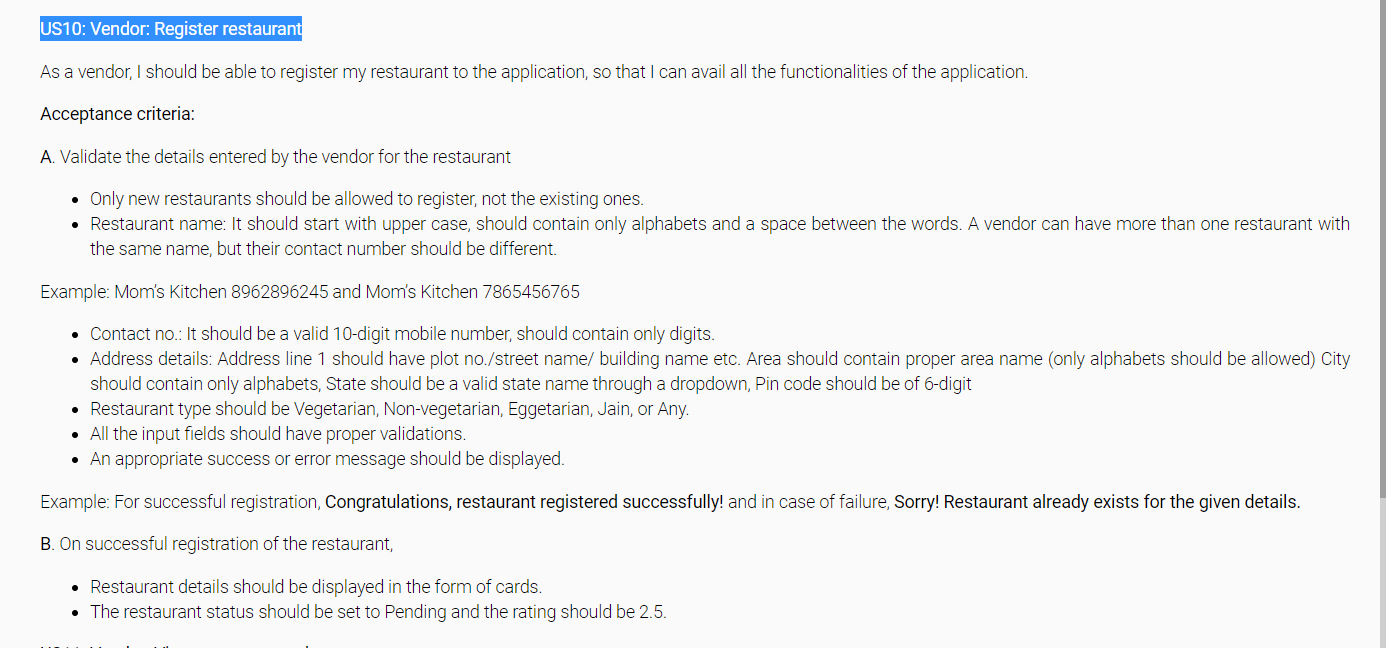 US10: Vendor: Register restaurant
As a vendor, I should be able to register my restaurant to the application, so that I can avail all the functionalities of the application.
Acceptance criteria:
A. Validate the details entered by the vendor for the restaurant
• Only new restaurants should be allowed to register, not the existing ones.
• Restaurant name: It should start with upper case, should contain only alphabets and a space between the words. A vendor can have more than one restaurant with
the same name, but their contact number should be different.
Example: Mom's Kitchen 8962896245 and Mom's Kitchen 7865456765
• Contact no.: It should be a valid 10-digit mobile number, should contain only digits.
• Address details: Address line 1 should have plot no./street name/ building name etc. Area should contain proper area name (only alphabets should be allowed) City
should contain only alphabets, State should be a valid state name through a dropdown, Pin code should be of 6-digit
• Restaurant type should be Vegetarian, Non-vegetarian, Eggetarian, Jain, or Any.
• All the input fields should have proper validations.
• An appropriate success or error message should be displayed.
Example: For successful registration, Congratulations, restaurant registered successfully! and in case of failure, Sorry! Restaurant already exists for the given details.
B. On successful registration of the restaurant,
• Restaurant details should be displayed in the form of cards.
• The restaurant status should be set to Pending and the rating should be 2.5.